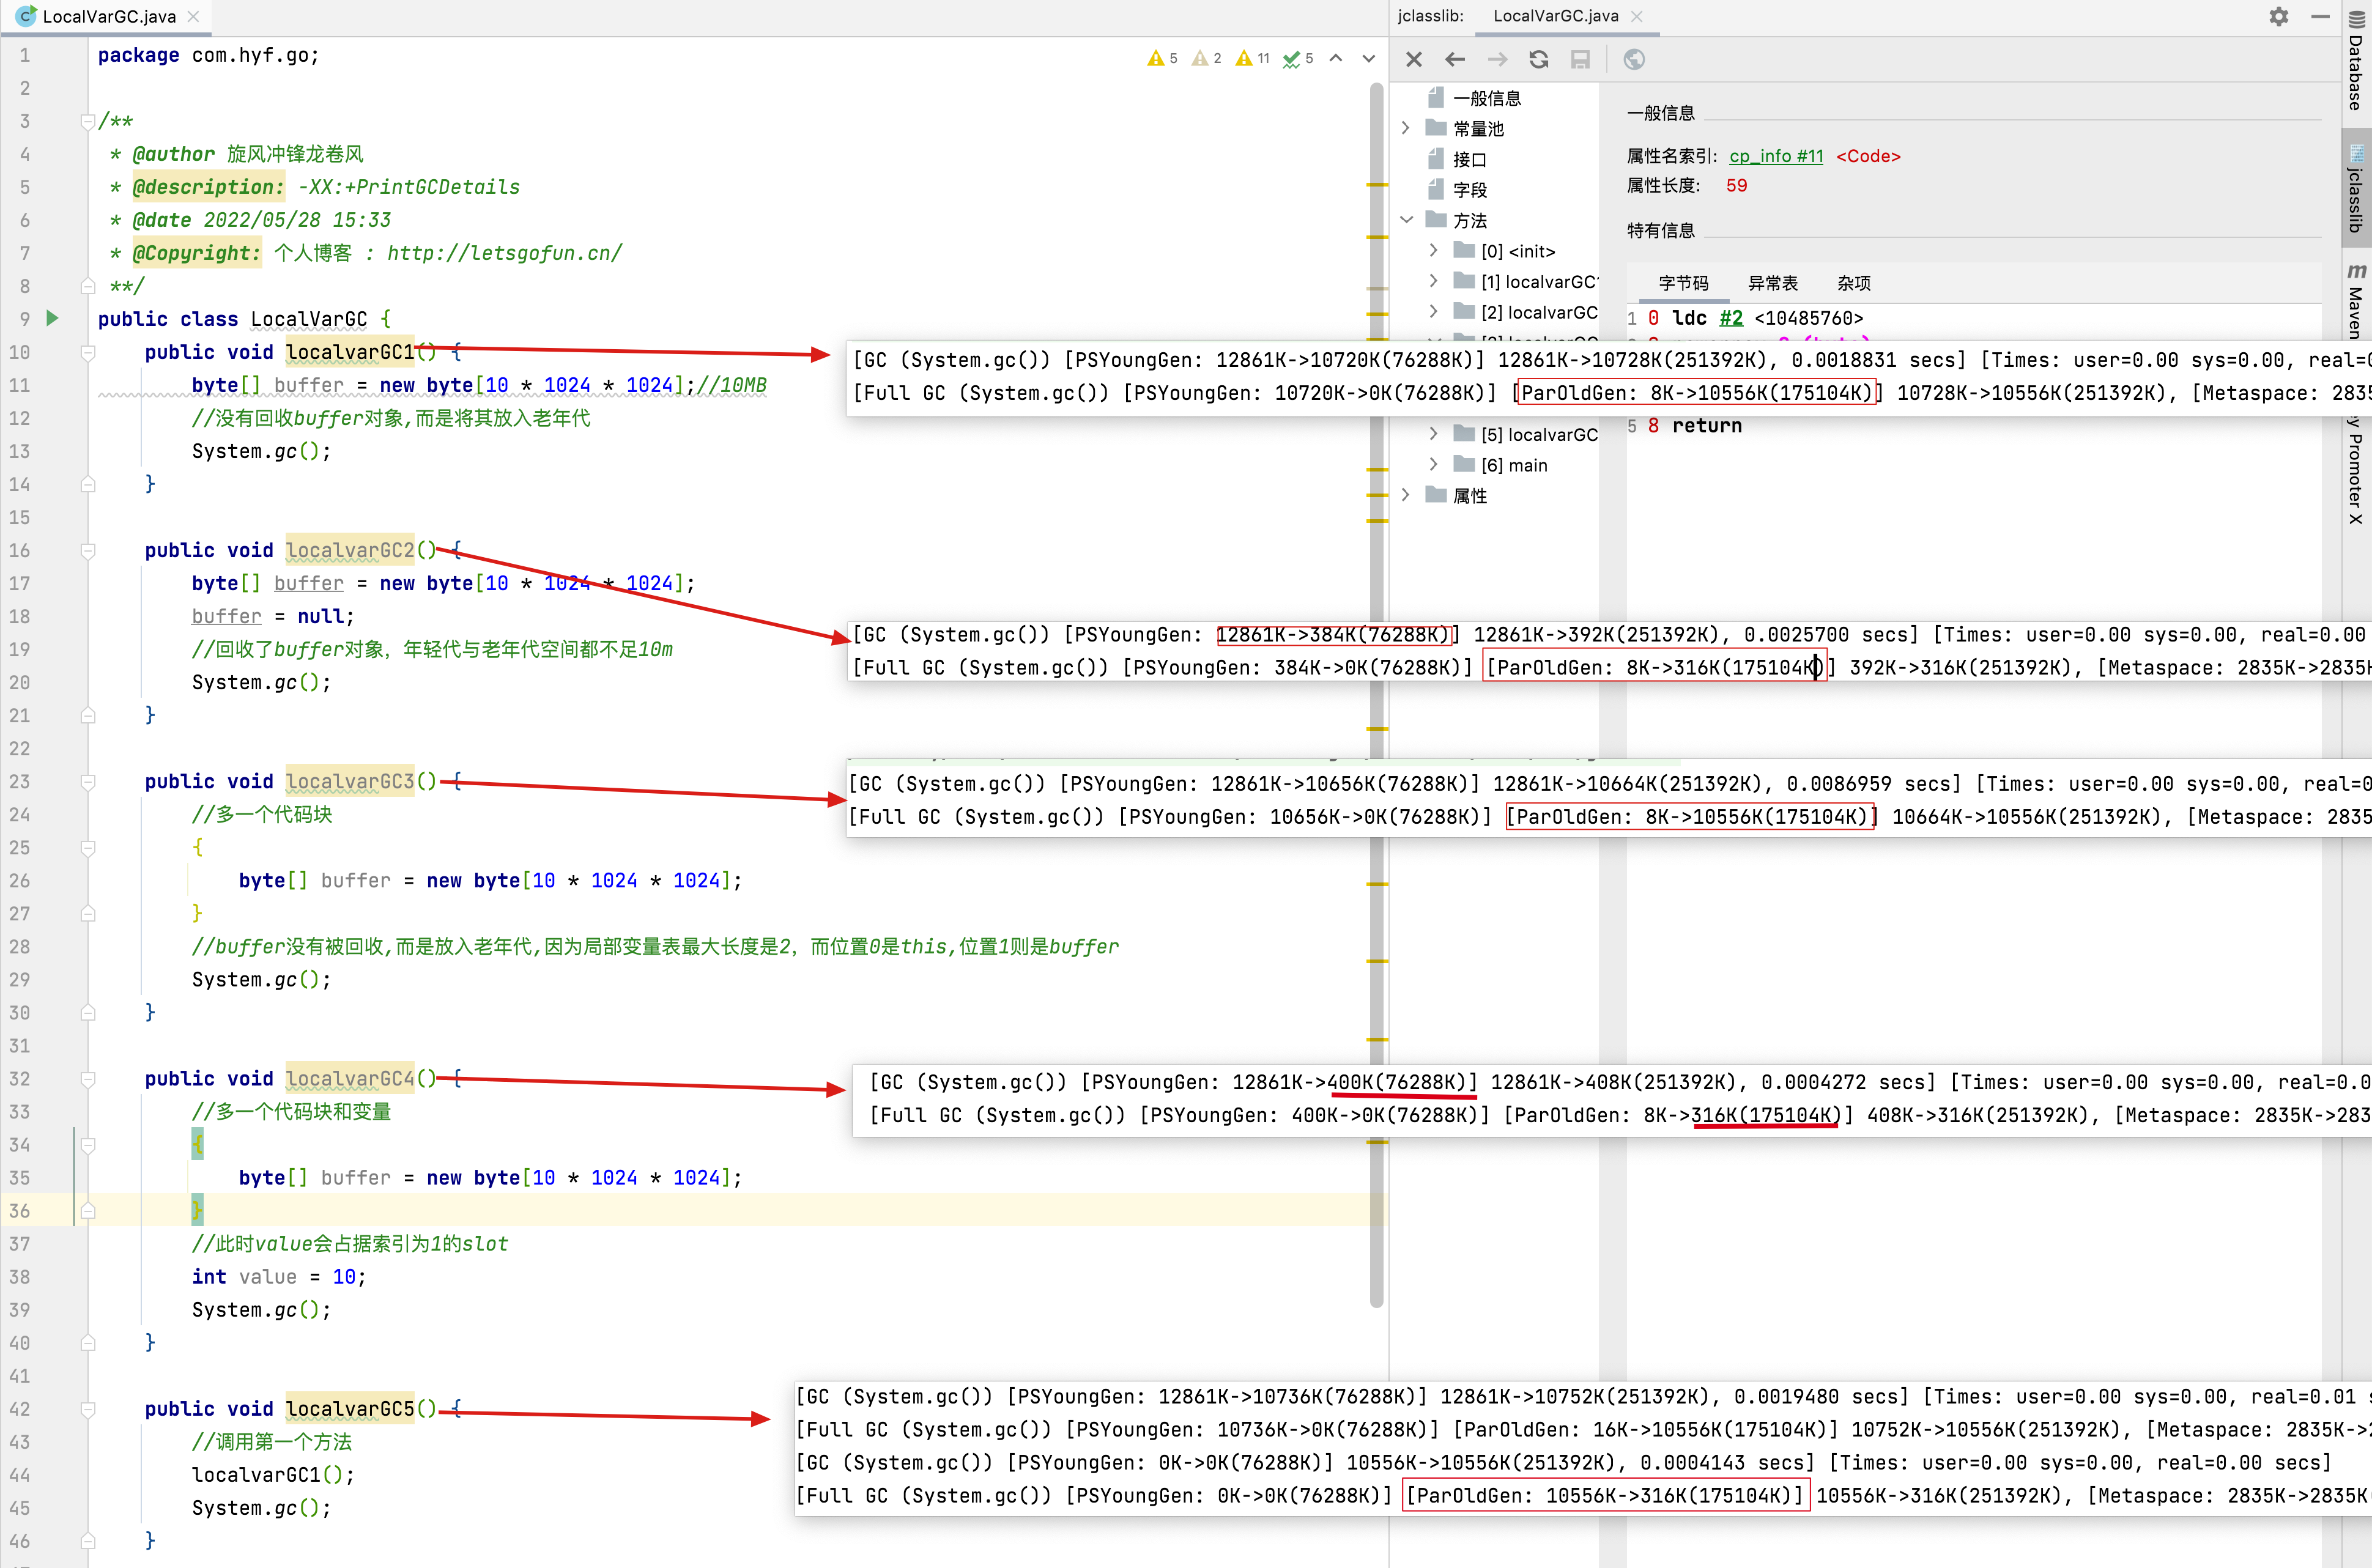 LocalVarGC.java
jclasslib:
LocalVarGC.java
1 package com.hyf.go;
5 2 11 5
2
3 /**
4 * @author 旋风冲锋龙卷风
5 * @description: -XX:+PrintGCDetails
6 * @date 2022/05/28 15:33
7 * @Copyright: 个人博客 : http://letsgofun.cn/
8 **/
9 public class LocalVarGC {
10 public void localvarGC1() {
11 byte[] buffer = new byte[10 * 1024 * 1024];//10MB
12 //没有回收buffer对象,而是将其放入老年代
13 System.gc();
14 }
15
16 public void localvarGC2() {
17 byte[] buffer = new byte[10 * 1024 * 1024];
18 buffer = null;
19 //回收了buffer对象, 年轻代与老年代空间都不足10m
20 System.gc();
21 }
22
23 public void localvarGC3() {
24 //多一个代码块
25 {
26 byte[] buffer = new byte[10 * 1024 * 1024];
27 }
28 //buffer没有被回收,而是放入老年代,因为局部变量表最大长度是2, 而位置0是this,位置1则是buffer
29 System.gc();
30 }
31
32 public void localvarGC4() {
33 //多一个代码块和变量
34 {
35 byte[] buffer = new byte[10 * 1024 * 1024];
36 }
37 //此时value会占据索引为1的slot
38 int value = 10;
39 System.gc();
40 }
41
42 public void localvarGC5() {
43 //调用第一个方法
44 localvarGC1();
45 System.gc();
46 }
[GC (System.gc()) [PSYoungGen: 12861K->10720K(76288K)] 12861K->10728K(251392K), 0.0018831 secs] [Times: user=0.00 sys=0.00, real=0
[Full GC (System.gc()) [PSYoungGen: 10720K->0K(76288K)] [ParOldGen: 8K->10556K(175104K)] 10728K->10556K(251392K), [Metaspace: 2835
[GC (System.gc()) [PSYoungGen: 12861K->384K(76288K)] 12861K->392K(251392K), 0.0025700 secs] [Times: user=0.00 sys=0.00, real=0.00
[Full GC (System.gc()) [PSYoungGen: 384K->0K(76288K)] [ParOldGen: 8K->316K(175104K)] 392K->316K(251392K), [Metaspace: 2835K->2835K
[GC (System.gc()) [PSYoungGen: 12861K->10656K(76288K)] 12861K->10664K(251392K), 0.0086959 secs] [Times: user=0.00 sys=0.00, real=0
[Full GC (System.gc()) [PSYoungGen: 10656K->0K(76288K)] [ParOldGen: 8K->10556K(175104K)] 10664K->10556K(251392K), [Metaspace: 2835
[GC (System.gc()) [PSYoungGen: 12861K->400K(76288K)] 12861K->408K(251392K), 0.0004272 secs] [Times: user=0.00 sys=0.00, real=0.0
[Full GC (System.gc()) [PSYoungGen: 400K->0K(76288K)] [ParOldGen: 8K->316K(175104K)] 408K->316K(251392K), [Metaspace: 2835K->283
[GC (System.gc()) [PSYoungGen: 12861K->10736K(76288K)] 12861K->10752K(251392K), 0.0019480 secs] [Times: user=0.00 sys=0.00, real=0.01 s
[Full GC (System.gc()) [PSYoungGen: 10736K->0K(76288K)] [ParOldGen: 16K->10556K(175104K)] 10752K->10556K(251392K), [Metaspace: 2835K->2
[GC (System.gc()) [PSYoungGen: 0K->0K(76288K)] 10556K->10556K(251392K), 0.0004143 secs] [Times: user=0.00 sys=0.00, real=0.00 secs]
[Full GC (System.gc()) [PSYoungGen: 0K->0K(76288K)] [ParOldGen: 10556K->316K(175104K)] 10556K->316K(251392K), [Metaspace: 2835K->2835K(
一般信息
常量池
接口
字段
方法
[0] <init>
[1] localvarGC1
[2] localvarGC
[5] localvarGC
[6] main
属性
一般信息
属性名索引: cp_info #11 <Code>
属性长度: 59
特有信息
字节码 异常表 杂项
1 0 ldc #2 <10485760>
5 8 return
Database
jclasslib
Maven
ey Promoter X